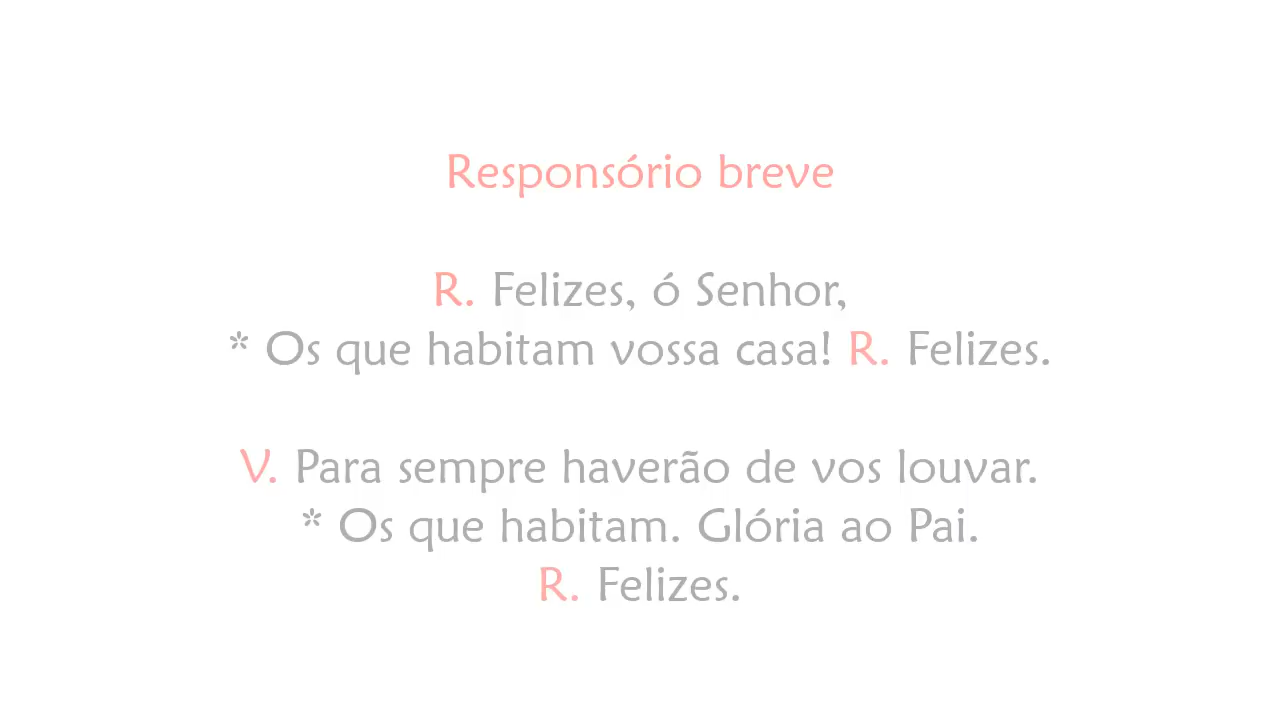 Responsório breve
R. Felizes, ó Senhor,
* Os que habitam vossa casa! R. Felizes.
V. Para sempre haverão de vos louvar.
* Os que habitam. Glória ao Pai.
R. Felizes.